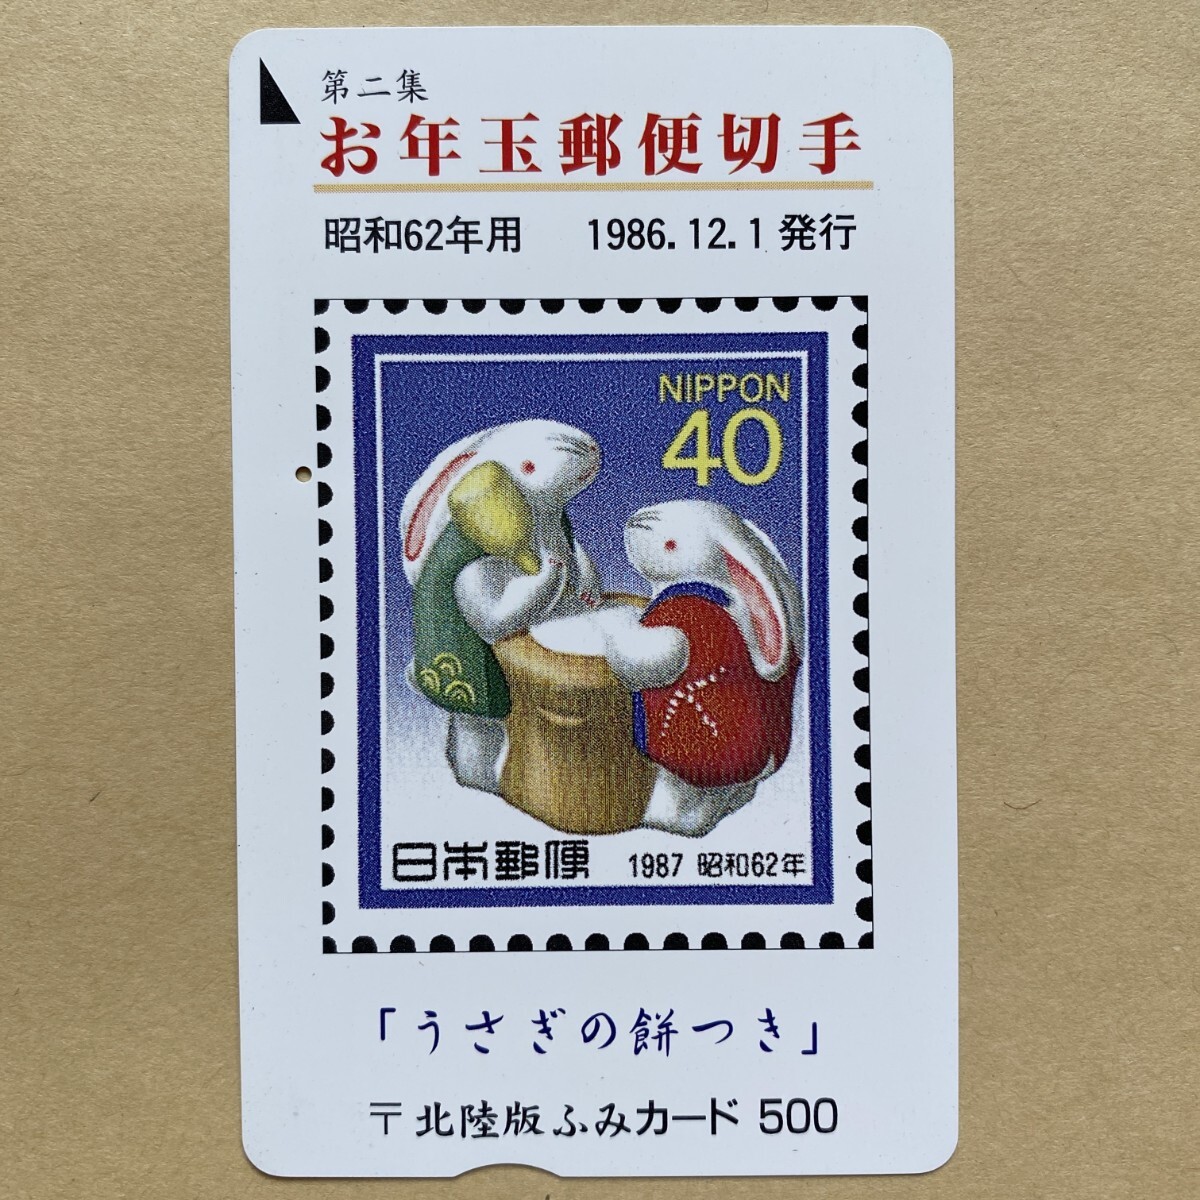 第二集
お年玉郵便切手
昭和62年用 1986.12.1発行
NIPPON
40
日本郵便 1987 昭和62年
「うさぎの餅つき」
〒北陸版ふみカード 500